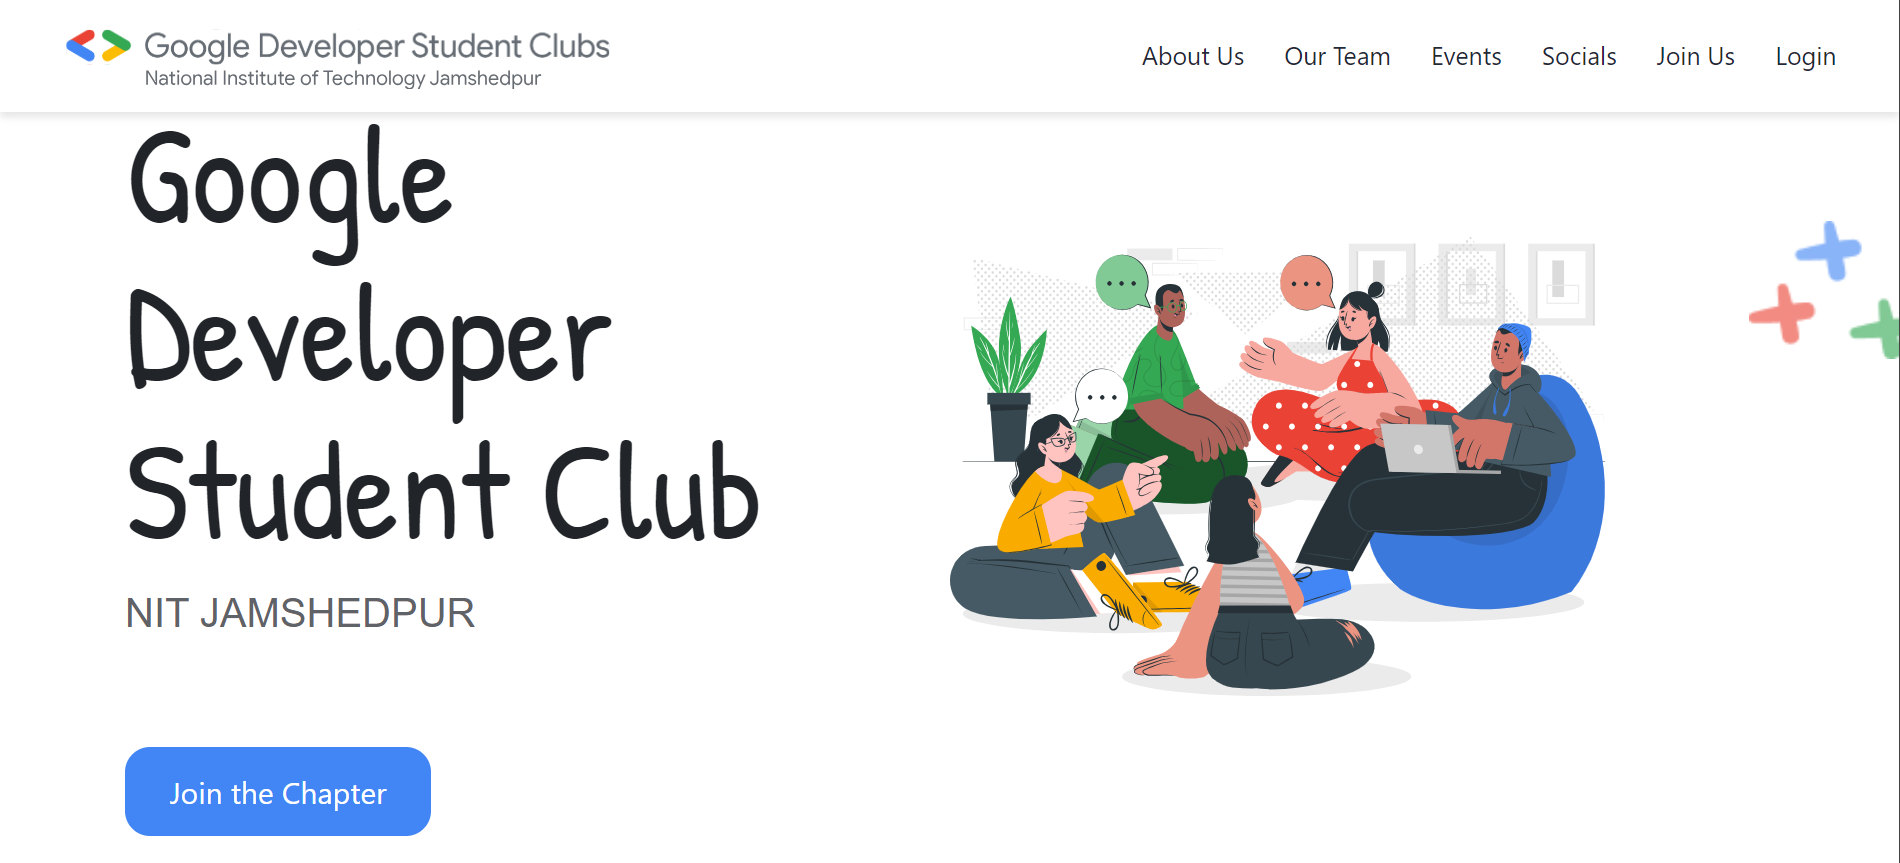 Google Developer Student Clubs
National Institute of Technology Jamshedpur
About Us Our Team Events Socials Join Us Login
Google
Developer
Student Club
NIT JAMSHEDPUR
Join the Chapter